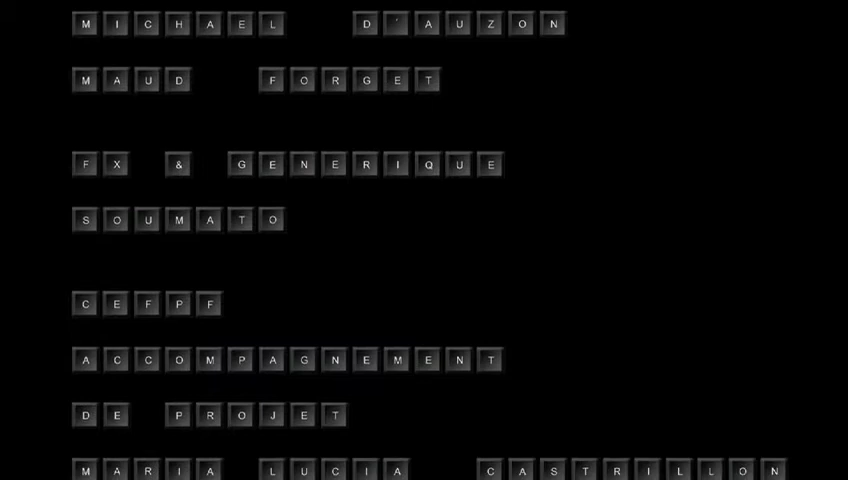 MICHAEL D'AUZON
MAUD FORGET
FX & GENERIQUE
SOUMATO
CEFPF
ACCOMPAGNEMENT
DE PROJET
MARIA LUCIA CASTRILLON